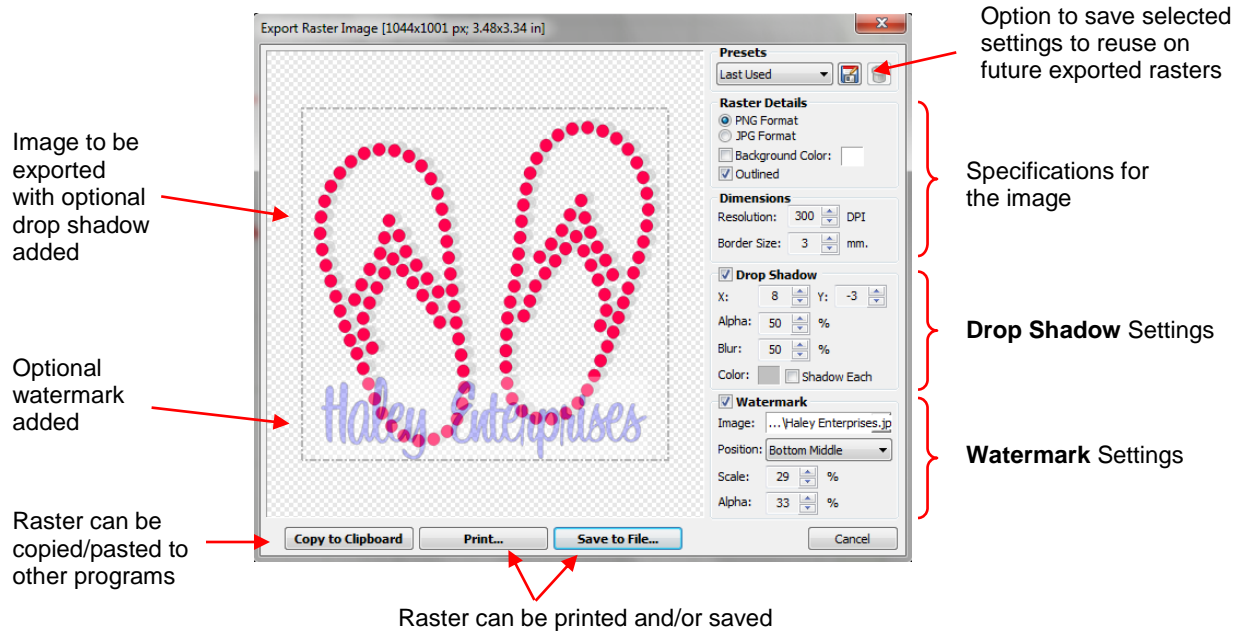 Export Raster Image [1044x1001 px; 3.48x3.34 in]
Option to save selected
settings to reuse on
future exported rasters
Presets
Last Used
Raster Details
PNG Format
JPG Format
Background Color:
Outlined
Dimensions
Resolution: 300 DPI
Border Size: 3 mm.
Specifications for
the image
Image to be
exported
with optional
drop shadow
added
Drop Shadow
X: 8 Y: -3
Alpha: 50 %
Blur: 50 %
Color: Shadow Each
Drop Shadow Settings
Optional
watermark
added
Haley Enterprises
Watermark
Image: ...\Haley Enterprises.jp
Position: Bottom Middle
Scale: 29 %
Alpha: 33 %
Watermark Settings
Raster can be
copied/pasted to
other programs
Copy to Clipboard
Print...
Save to File...
Cancel
Raster can be printed and/or saved